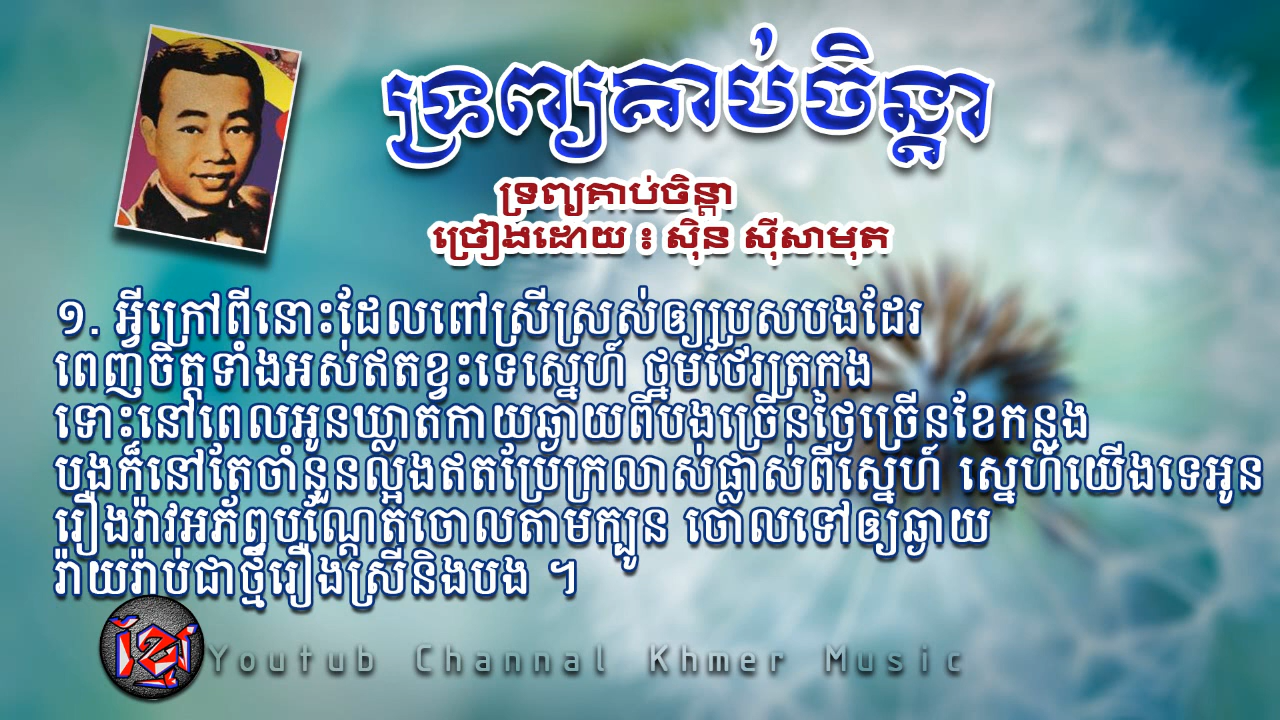 ទ្រព្យគាប់ចិន្តា
ទ្រព្យគាប់ចិន្តា
ច្រៀងដោយ ៖ ស៊ិន ស៊ីសាមុត
១. អ្វីក្រៅពីនោះដែលពៅស្រីស្រស់ឲ្យប្រសបងដែរ
ពេញចិត្តទាំងអស់ឥតខ្វះទេស្នេហ៍ ថ្នមថែរត្រកង
ទោះនៅពេលអូនឃ្លាតកាយឆ្ងាយពីបងច្រើនថ្ងៃច្រើនខែកន្លង
បងក៏នៅតែចាំនួនល្អងឥតប្រែក្រលាស់ផ្លាស់ពីស្នេហ៍ ស្នេហ៍យើងទេអូន
រឿងរ៉ាវអភ័ព្វបណ្តែតចោលតាមក្បូន ចោលទៅឲ្យឆ្ងាយ
រ៉ាយរ៉ាប់ជាថ្មីរឿងស្រីនិងបង ។
ខ្មែរ
Youtub Channal Khmer Music